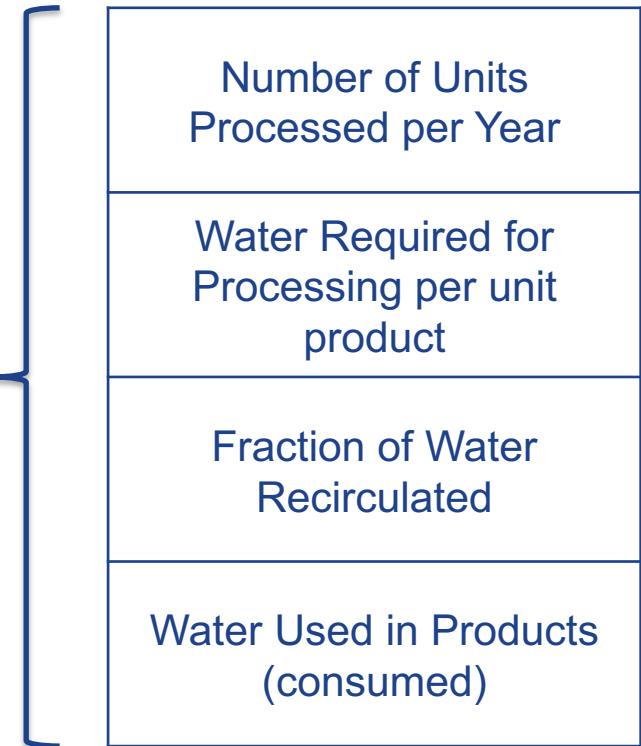 Number of Units
Processed per Year
Water Required for
Processing per unit
product
Fraction of Water
Recirculated
Water Used in Products
(consumed)